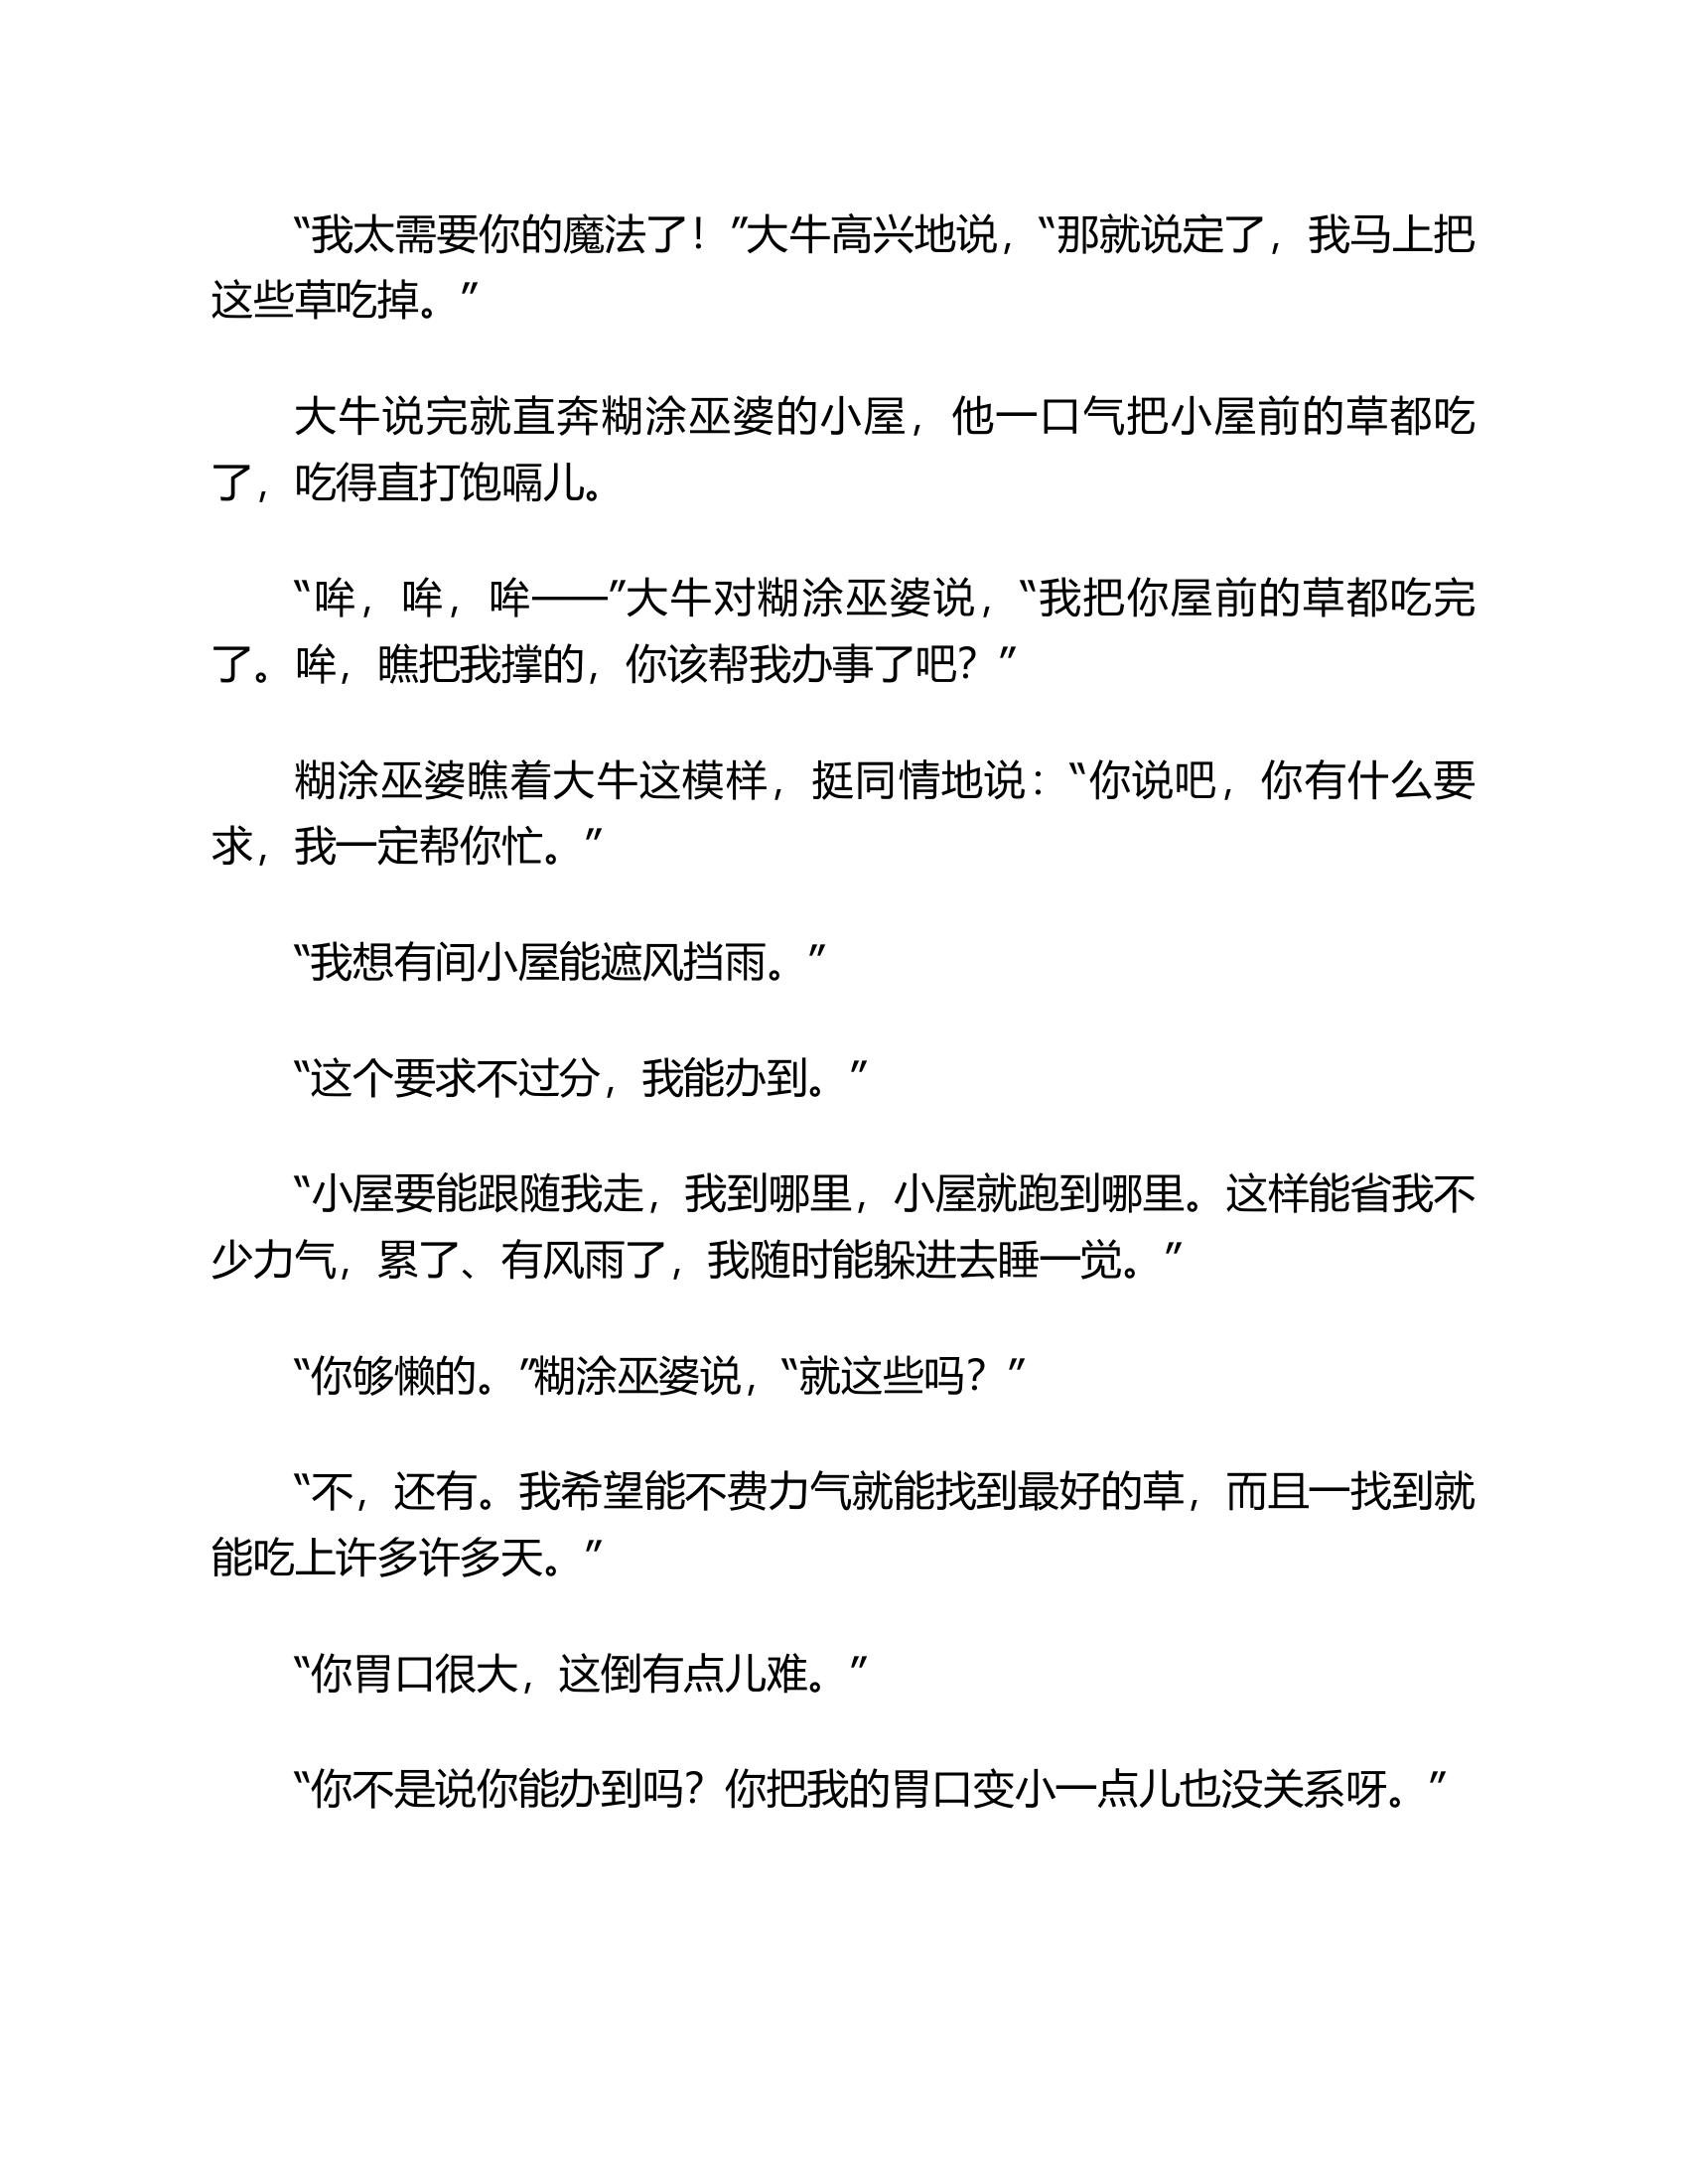 “我太需要你的魔法了！”大牛高兴地说，“那就说定了，我马上把
这些草吃掉。”
大牛说完就直奔糊涂巫婆的小屋，他一口气把小屋前的草都吃
了，吃得直打饱嗝儿。
“哞，哞，哞——”大牛对糊涂巫婆说，“我把你屋前的草都吃完
了。哞，瞧把我撑的，你该帮我办事了吧？”
糊涂巫婆瞧着大牛这模样，挺同情地说：“你说吧，你有什么要
求，我一定帮你忙。”
“我想有间小屋能遮风挡雨。”
“这个要求不过分，我能办到。”
“小屋要能跟随我走，我到哪里，小屋就跑到哪里。这样能省我不
少力气，累了、有风雨了，我随时能躲进去睡一觉。”
“你够懒的。”糊涂巫婆说，“就这些吗？”
“不，还有。我希望能不费力气就能找到最好的草，而且一找到就
能吃上许多许多天。”
“你胃口很大，这倒有点儿难。”
“你不是说你能办到吗？你把我的胃口变小一点儿也没关系呀。”